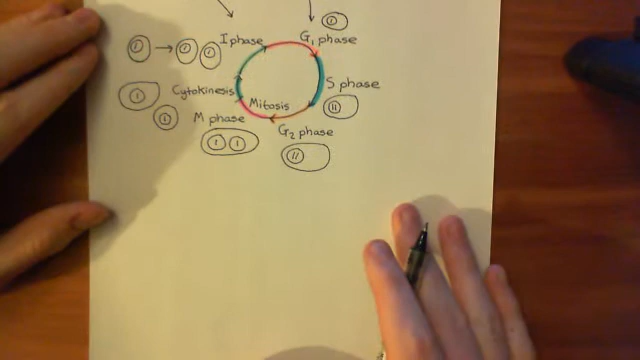 I phase
G₁ phase
S phase
Cytokinesis
Mitosis
M phase
G₂ phase